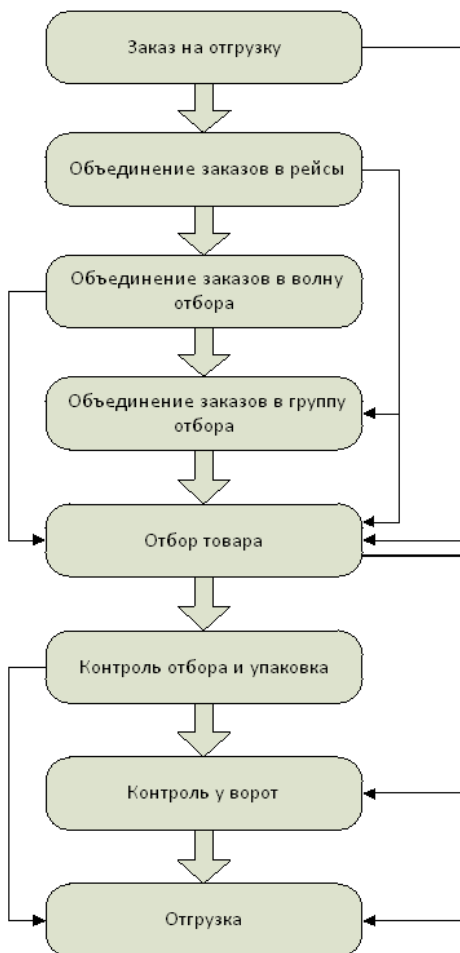 Заказ на отгрузку
Объединение заказов в рейсы
Объединение заказов в волну
отбора
Объединение заказов в группу
отбора
Отбор товара
Контроль отбора и упаковка
Контроль у ворот
Отгрузка